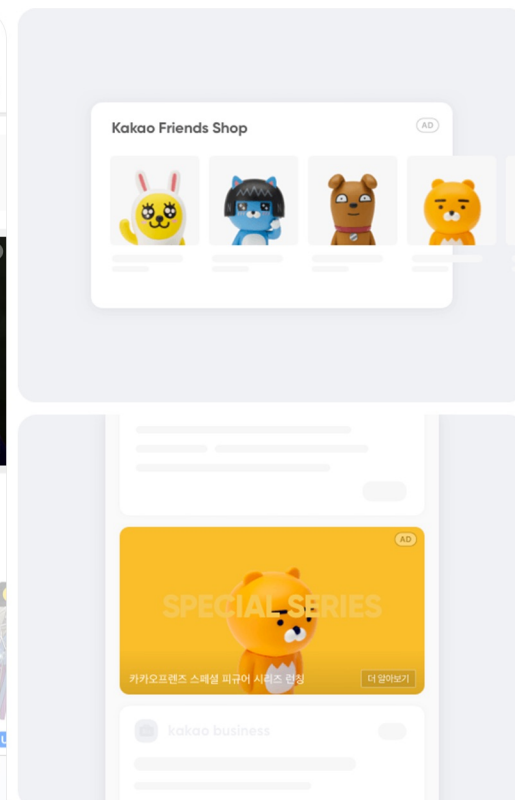 Kakao Friends Shop
AD
AD
SPECIAL SERIES
카카오프렌즈 스페셜 피규어 시리즈 런칭
더 알아보기
kakao business